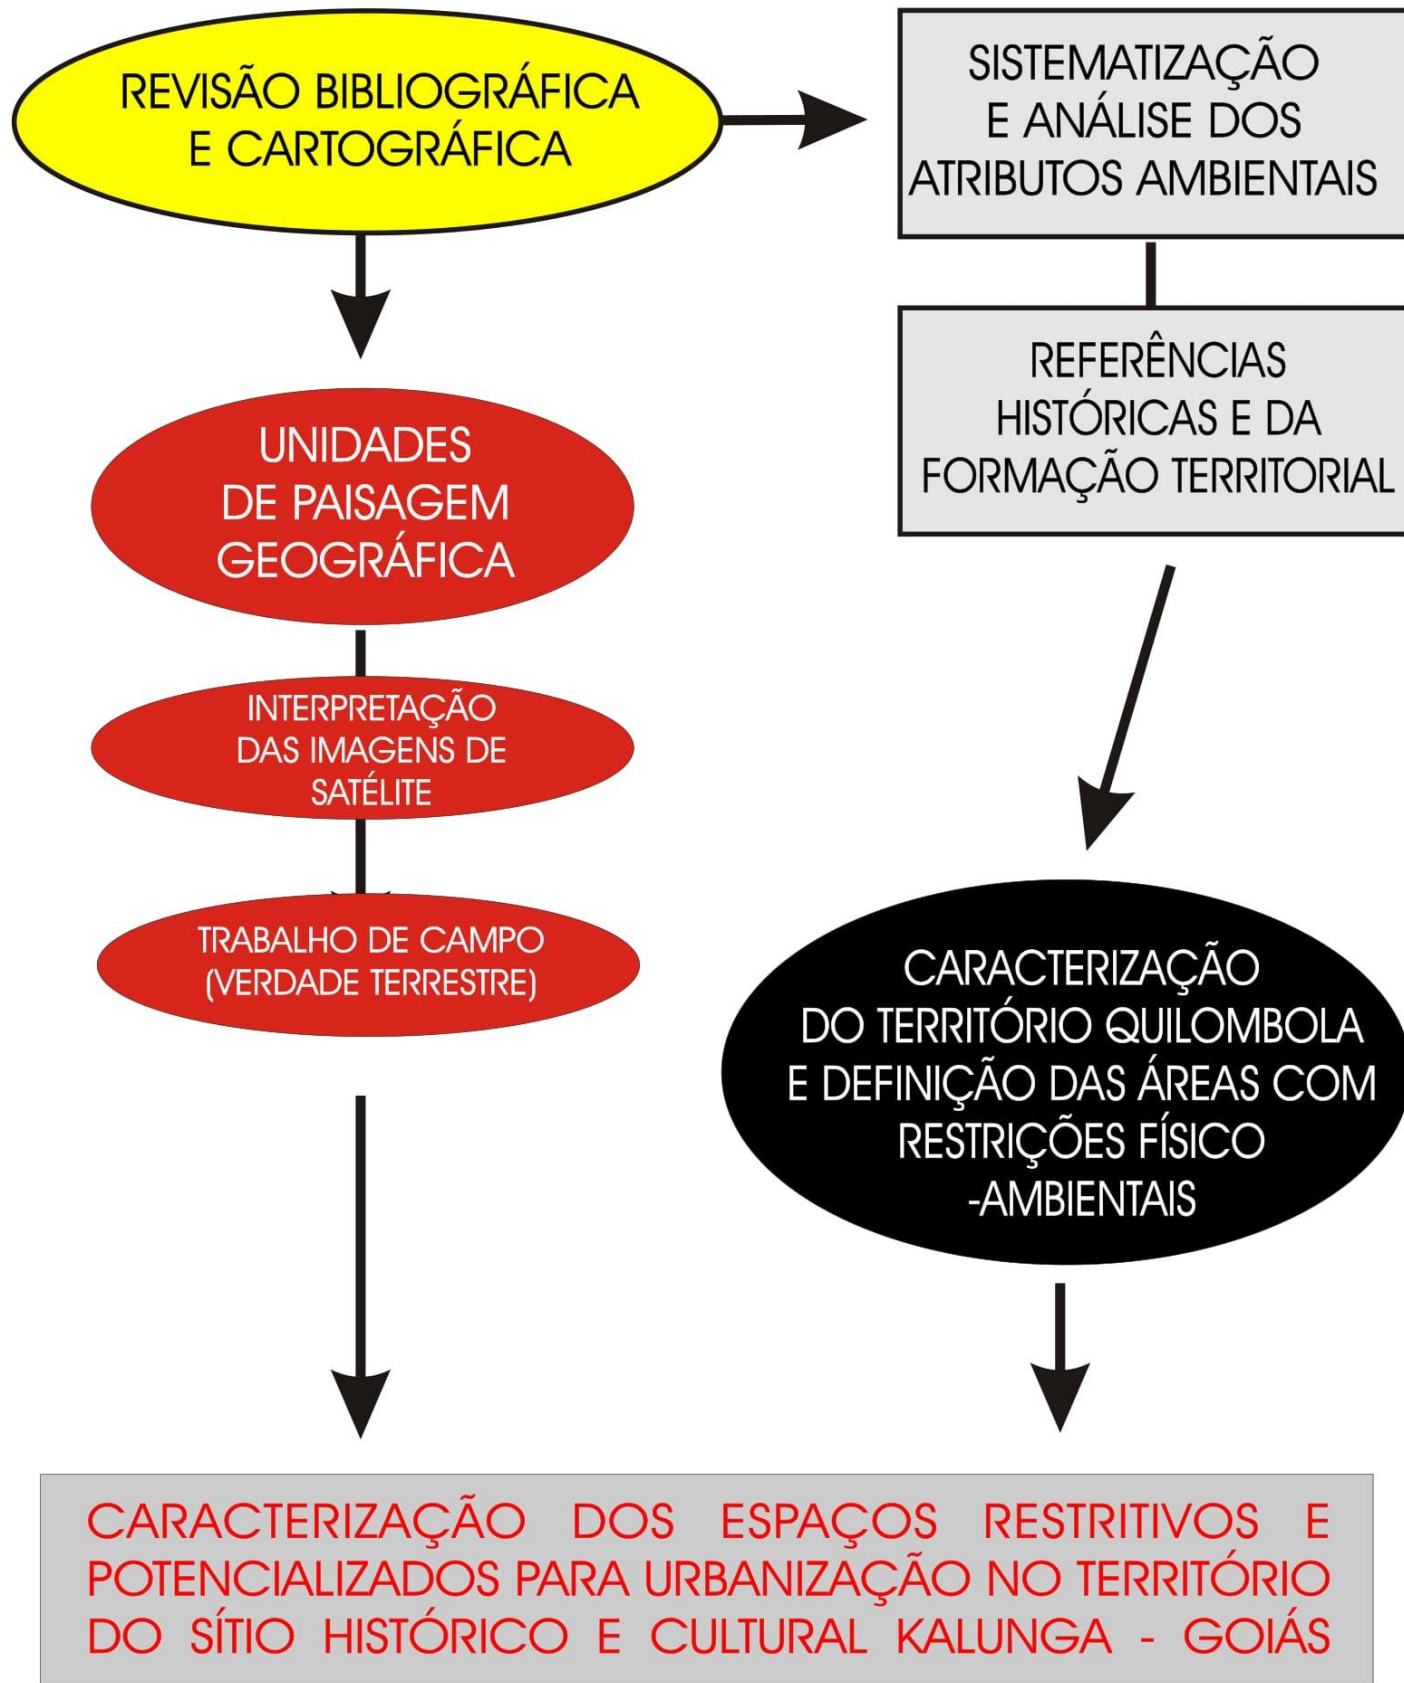 REVISÃO BIBLIOGRÁFICA
E CARTOGRÁFICA
SISTEMATIZAÇÃO
E ANÁLISE DOS
ATRIBUTOS AMBIENTAIS
REFERÊNCIAS
HISTÓRICAS E DA
FORMAÇÃO TERRITORIAL
UNIDADES
DE PAISAGEM
GEOGRÁFICA
INTERPRETAÇÃO
DAS IMAGENS DE
SATÉLITE
TRABALHO DE CAMPO
(VERDADE TERRESTRE)
CARACTERIZAÇÃO
DO TERRITÓRIO QUILOMBOLA
E DEFINIÇÃO DAS ÁREAS COM
RESTRIÇÕES FÍSICO
-AMBIENTAIS
CARACTERIZAÇÃO DOS ESPAÇOS RESTRITIVOS E
POTENCIALIZADOS PARA URBANIZAÇÃO NO TERRITÓRIO
DO SÍTIO HISTÓRICO E CULTURAL KALUNGA - GOIÁS